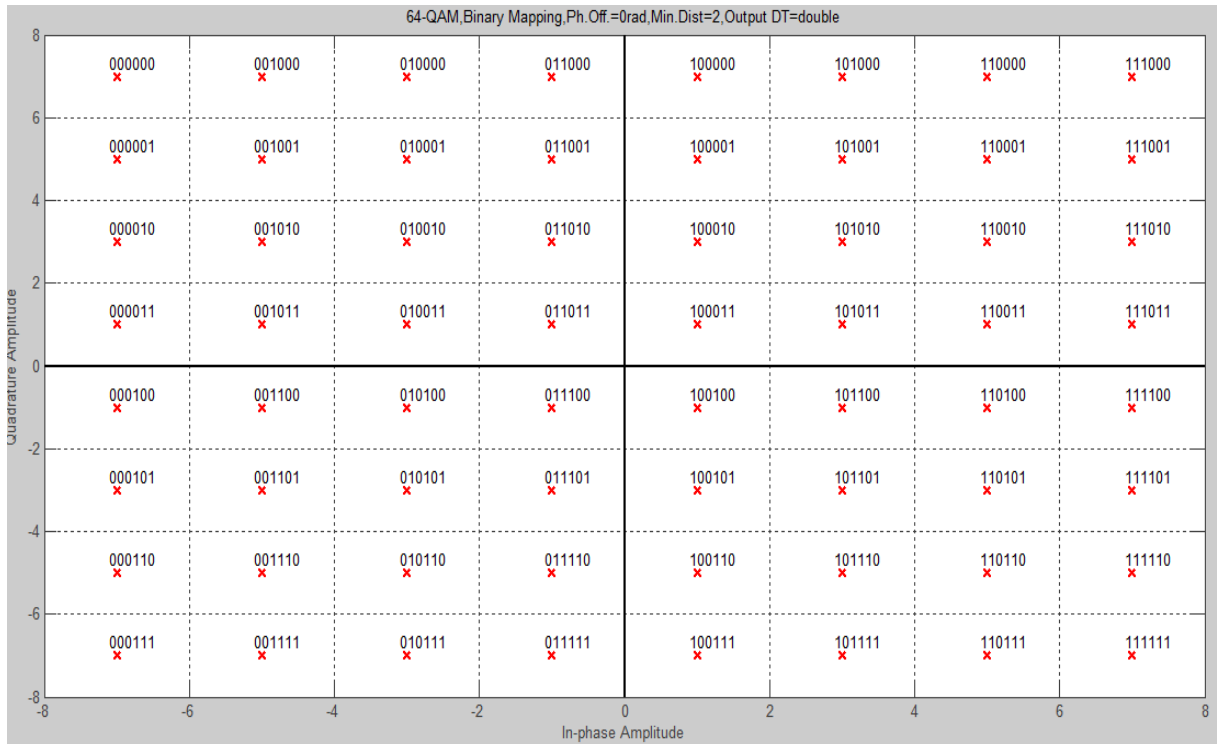 64-QAM,Binary Mapping,Ph.Off.=0rad,Min.Dist=2,Output DT=double
8
000000 001000 010000 011000 100000 101000 110000 111000
6
000001 001001 010001 011001 100001 101001 110001 111001
4
000010 001010 010010 011010 100010 101010 110010 111010
2
000011 001011 010011 011011 100011 101011 110011 111011
Quadrature Amplitude
0
000100 001100 010100 011100 100100 101100 110100 111100
-2
000101 001101 010101 011101 100101 101101 110101 111101
-4
000110 001110 010110 011110 100110 101110 110110 111110
-6
000111 001111 010111 011111 100111 101111 110111 111111
-8
-8 -6 -4 -2 0 2 4 6 8
In-phase Amplitude